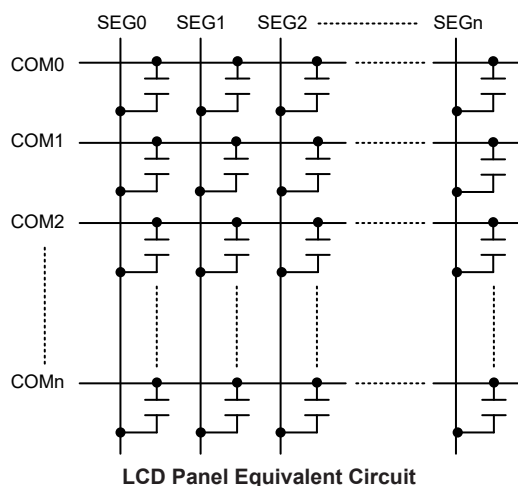 SEG0 SEG1 SEG2 SEGn
COM0
COM1
COM2
COMn
LCD Panel Equivalent Circuit